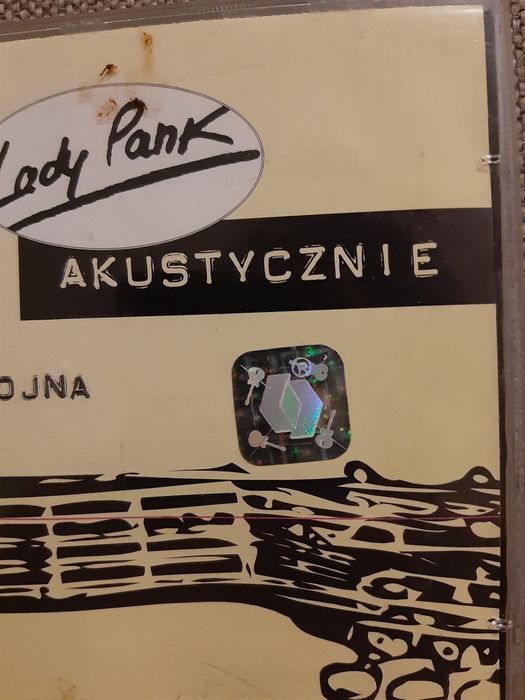 Lady Pank
AKUSTYCZNIE
OJNA
®